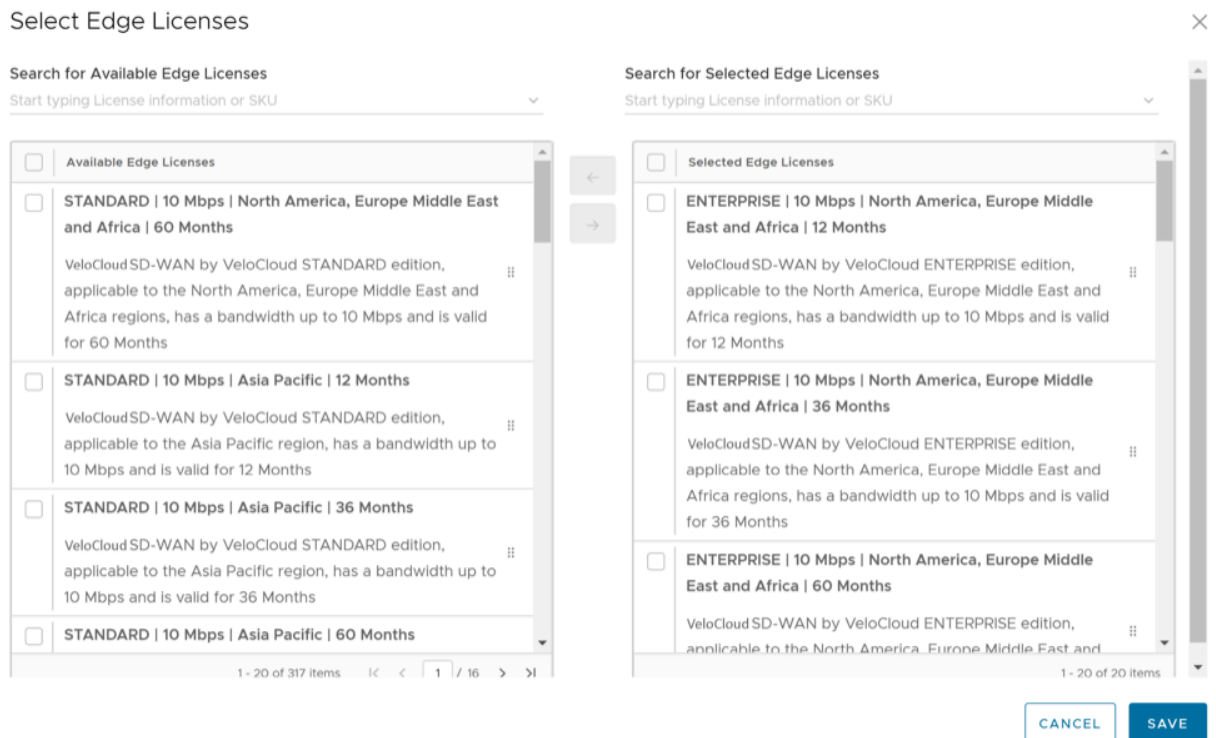 Select Edge Licenses
Search for Available Edge Licenses
Start typing License information or SKU
Available Edge Licenses
STANDARD | 10 Mbps | North America, Europe Middle East
and Africa | 60 Months
VeloCloud SD-WAN by VeloCloud STANDARD edition,
applicable to the North America, Europe Middle East and
Africa regions, has a bandwidth up to 10 Mbps and is valid
for 60 Months
STANDARD | 10 Mbps | Asia Pacific | 12 Months
VeloCloud SD-WAN by VeloCloud STANDARD edition,
applicable to the Asia Pacific region, has a bandwidth up to
10 Mbps and is valid for 12 Months
STANDARD | 10 Mbps | Asia Pacific | 36 Months
VeloCloud SD-WAN by VeloCloud STANDARD edition,
applicable to the Asia Pacific region, has a bandwidth up to
10 Mbps and is valid for 36 Months
STANDARD | 10 Mbps | Asia Pacific | 60 Months
1 - 20 of 317 items |< < 1 / 16 > >|
Search for Selected Edge Licenses
Start typing License information or SKU
Selected Edge Licenses
ENTERPRISE | 10 Mbps | North America, Europe Middle
East and Africa | 12 Months
VeloCloud SD-WAN by VeloCloud ENTERPRISE edition,
applicable to the North America, Europe Middle East and
Africa regions, has a bandwidth up to 10 Mbps and is valid
for 12 Months
ENTERPRISE | 10 Mbps | North America, Europe Middle
East and Africa | 36 Months
VeloCloud SD-WAN by VeloCloud ENTERPRISE edition,
applicable to the North America, Europe Middle East and
Africa regions, has a bandwidth up to 10 Mbps and is valid
for 36 Months
ENTERPRISE | 10 Mbps | North America, Europe Middle
East and Africa | 60 Months
VeloCloud SD-WAN by VeloCloud ENTERPRISE edition,
applicable to the North America, Europe Middle East and
1 - 20 of 20 items
CANCEL
SAVE